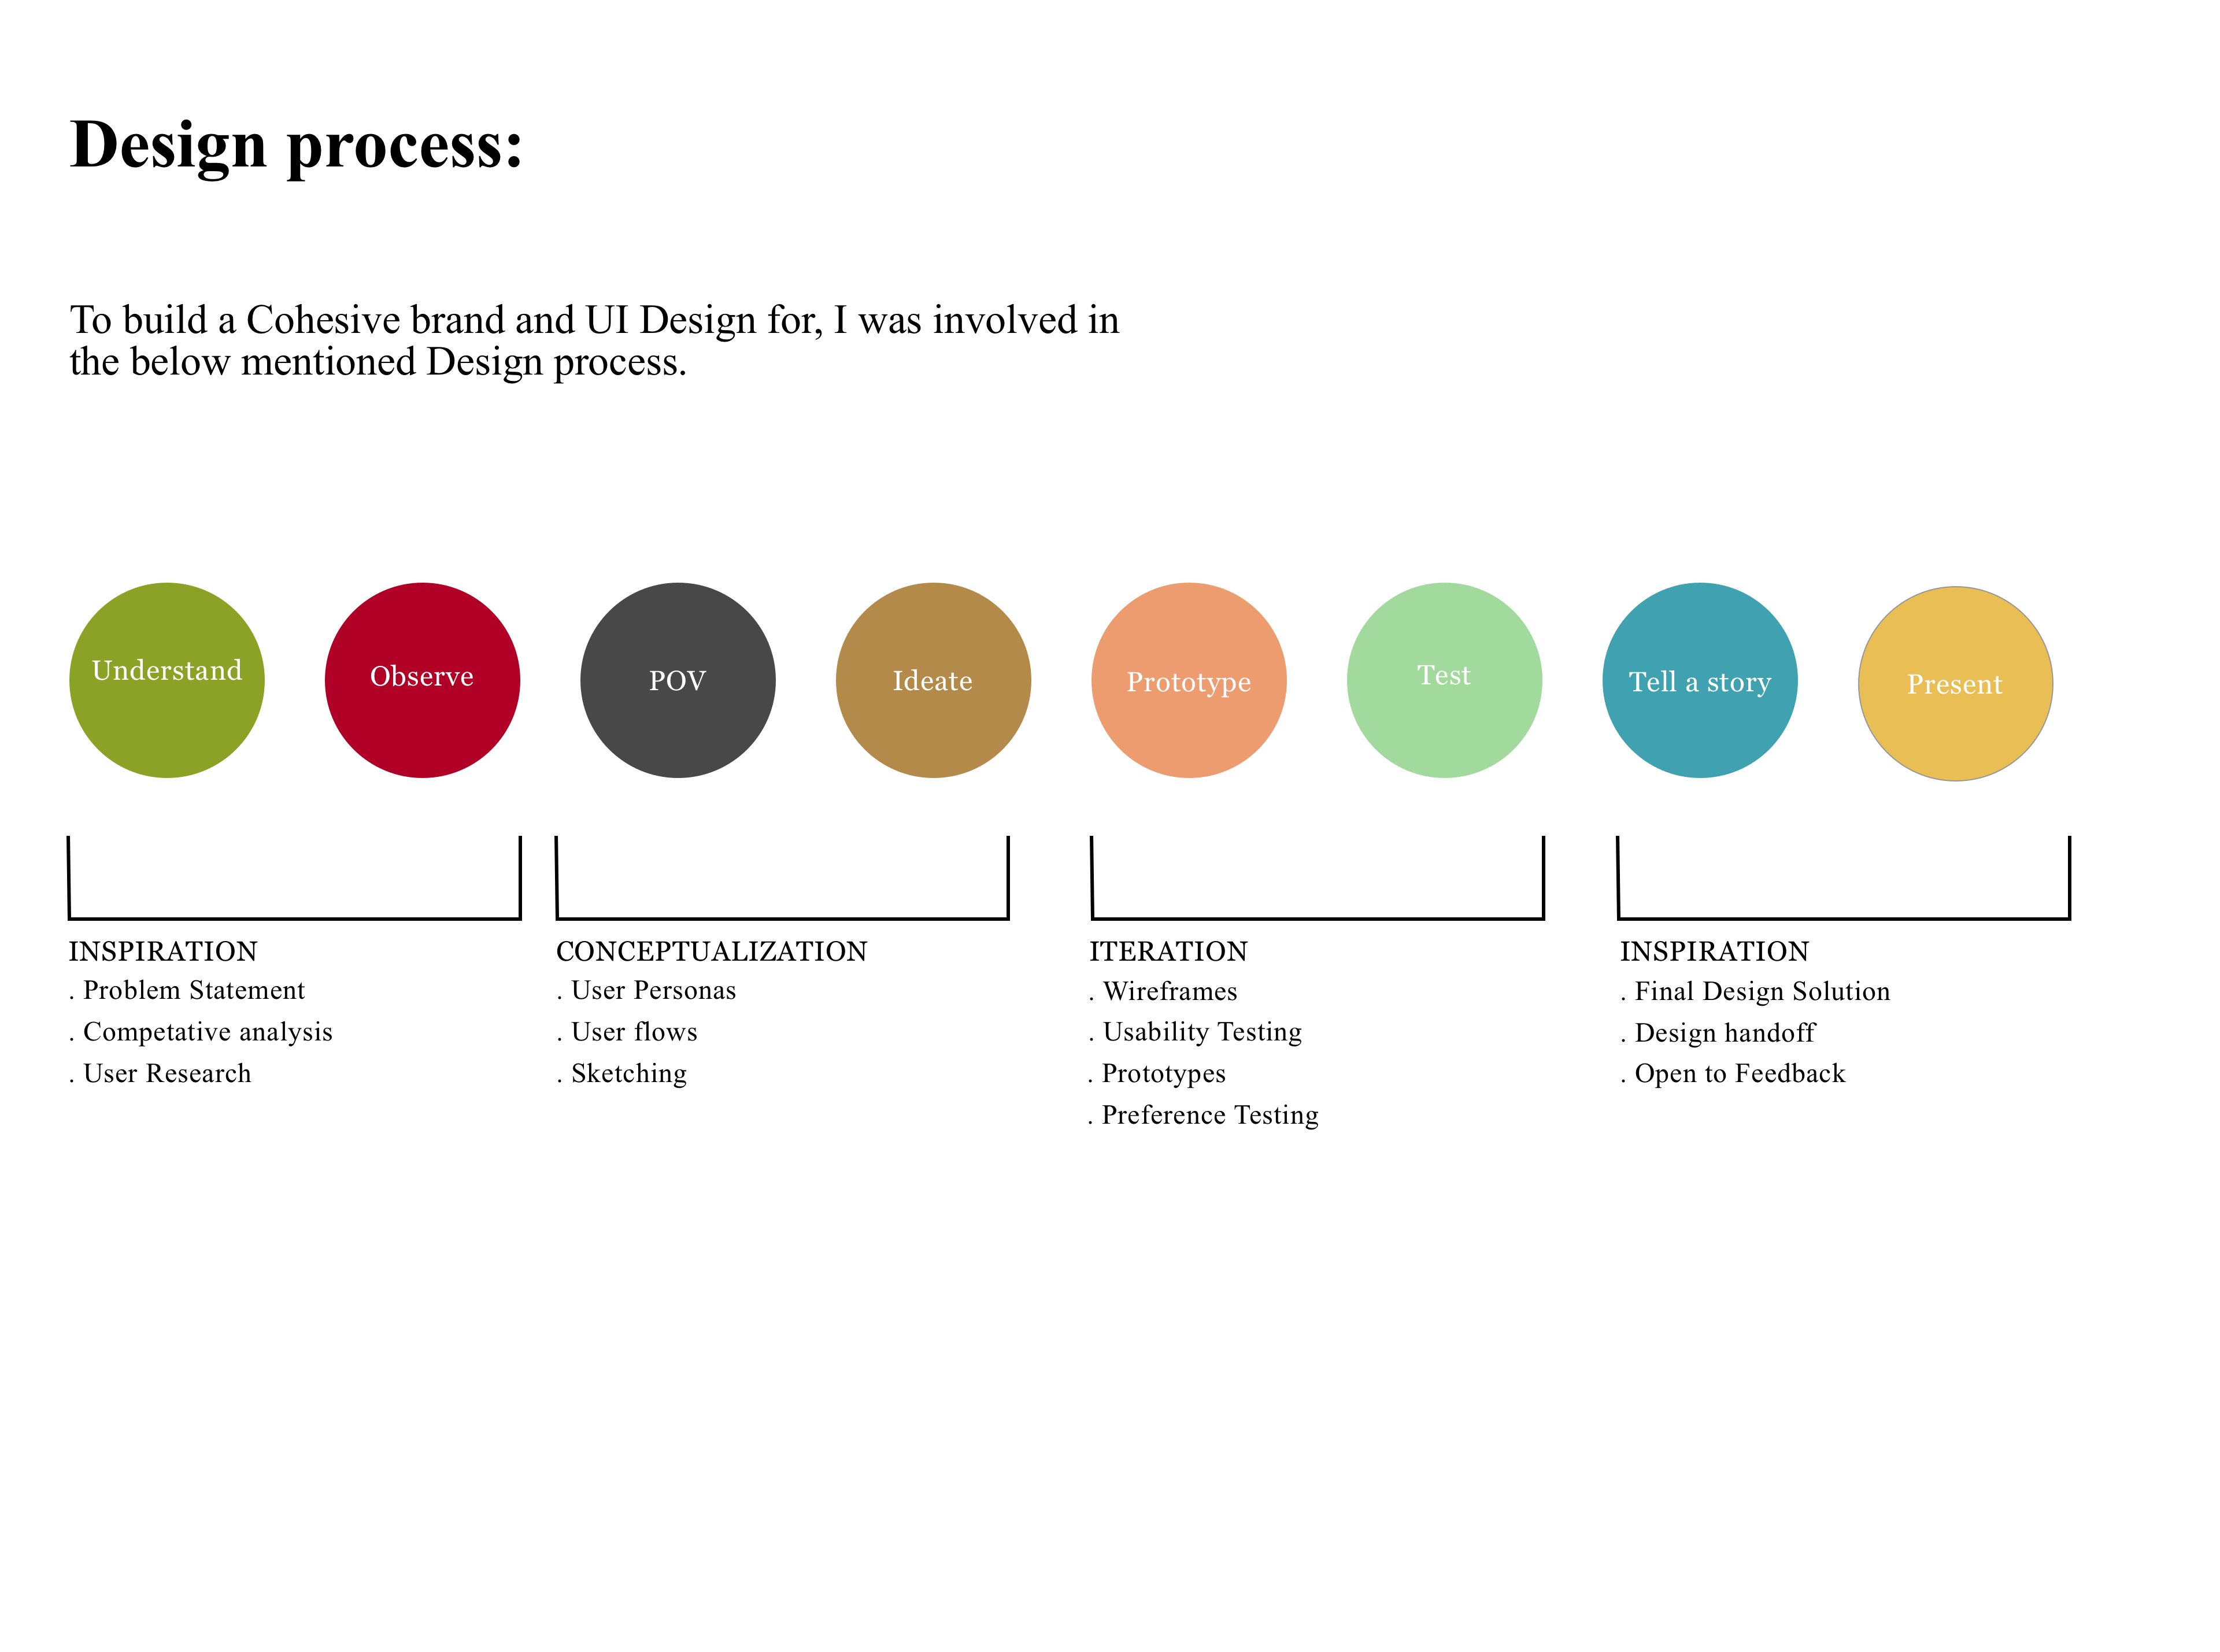 Design process:
To build a Cohesive brand and UI Design for, I was involved in
the below mentioned Design process.
Understand
Observe
POV
Ideate
Prototype
Test
Tell a story
Present
INSPIRATION
. Problem Statement
. Competative analysis
. User Research
CONCEPTUALIZATION
. User Personas
. User flows
. Sketching
ITERATION
. Wireframes
. Usability Testing
. Prototypes
. Preference Testing
INSPIRATION
. Final Design Solution
. Design handoff
. Open to Feedback